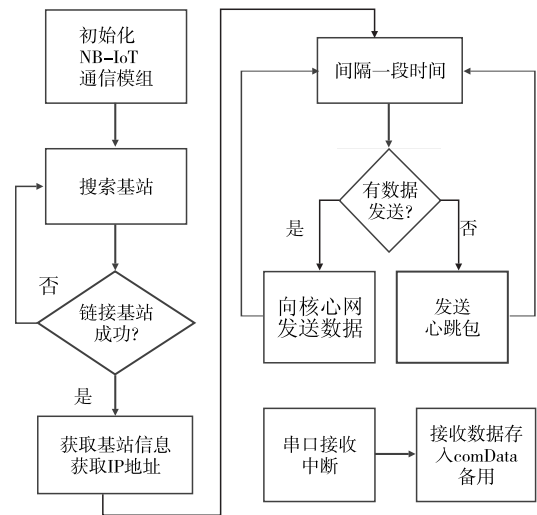 初始化
NB-IoT
通信模组
搜索基站
否
链接基站
成功?
是
获取基站信息
获取IP地址
间隔一段时间
有数据
发送?
是
否
向核心网
发送数据
发送
心跳包
串口接收
中断
接收数据存
入comData
备用